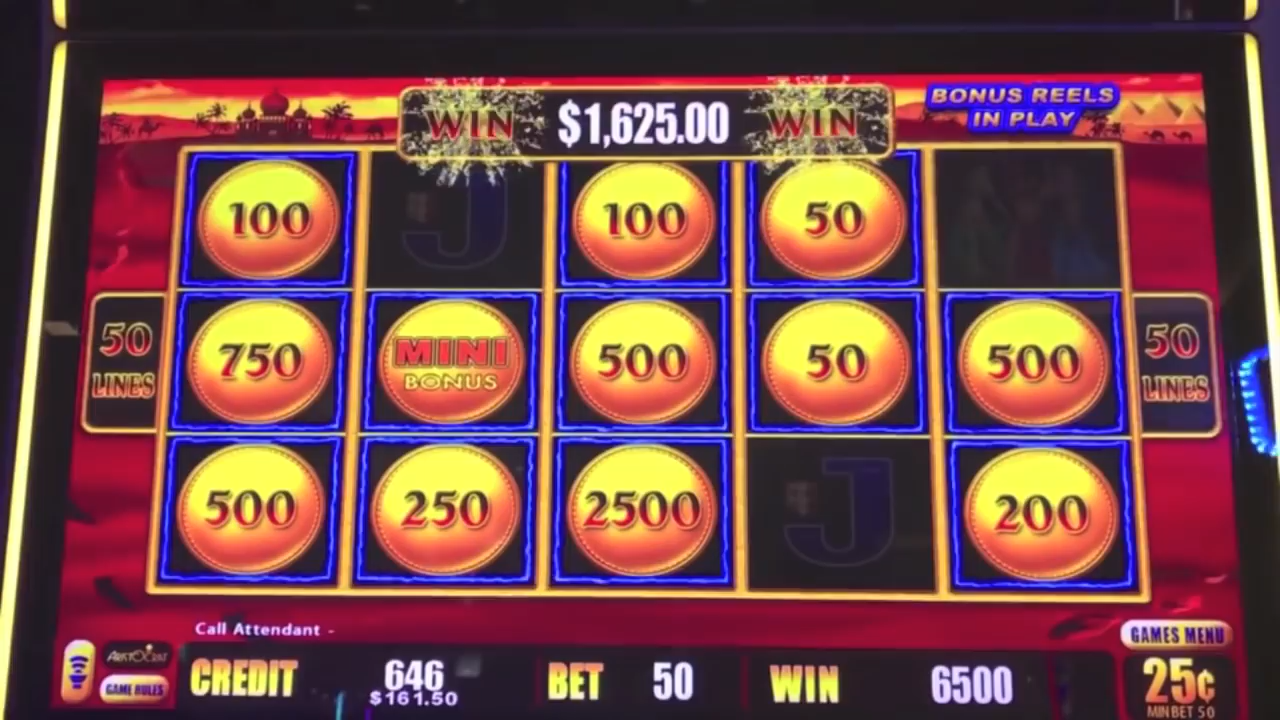 WIN $1,625.00 WIN
BONUS REELS
IN PLAY
100 J 100 50
50
LINES
750 MINI
BONUS
500 50 500
50
LINES
500 250 2500 J 200
Call Attendant -
GAMES MENU
ARISTOCRAT
GAME RULES
CREDIT 646
$161.50
BET 50 WIN 6500
25¢
MIN BET 50